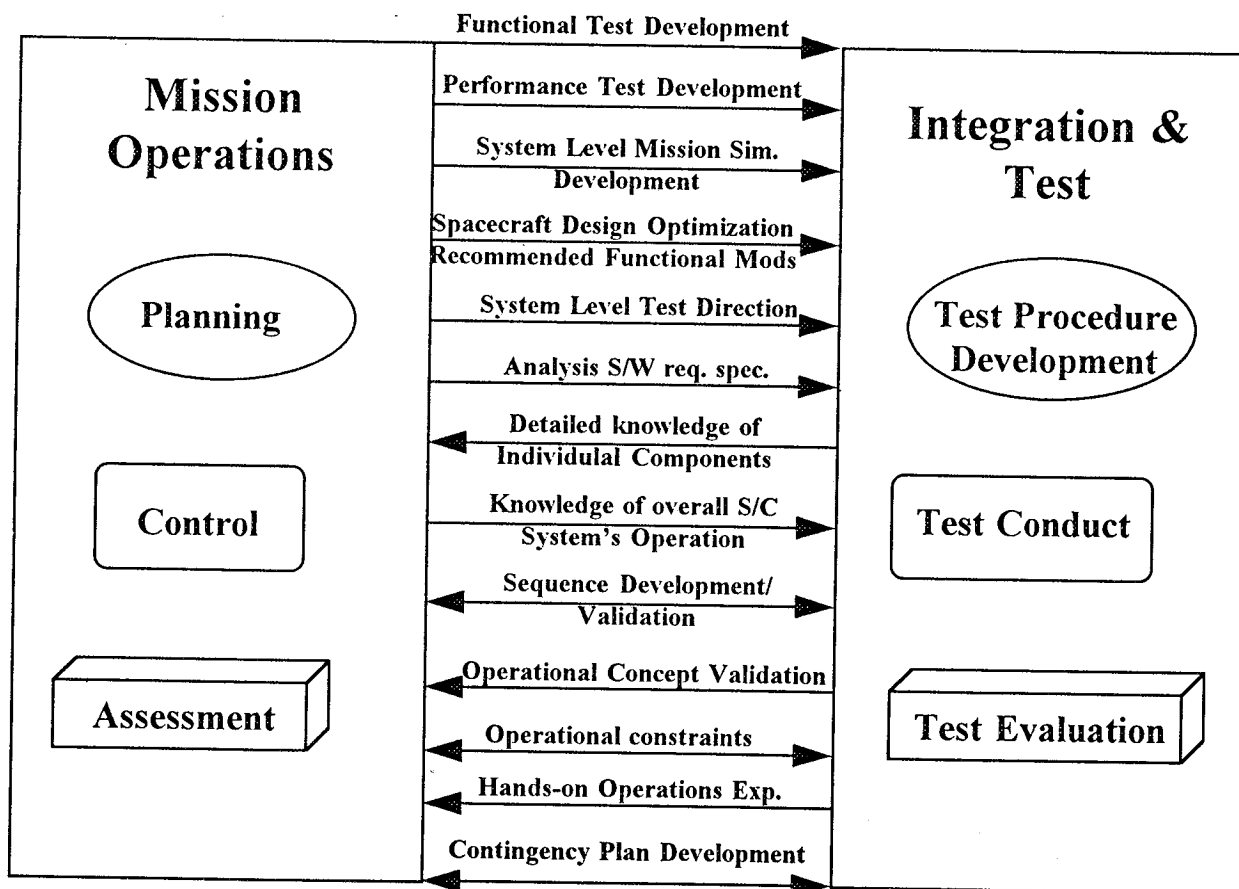 Mission
Operations
Planning
Control
Assessment
Functional Test Development
Performance Test Development
System Level Mission Sim.
Development
Spacecraft Design Optimization
Recommended Functional Mods
System Level Test Direction
Analysis S/W req. spec.
Detailed knowledge of
Individulal Components
Knowledge of overall S/C
System's Operation
Sequence Development/
Validation
Operational Concept Validation
Operational constraints
Hands-on Operations Exp.
Contingency Plan Development
Integration &
Test
Test Procedure
Development
Test Conduct
Test Evaluation